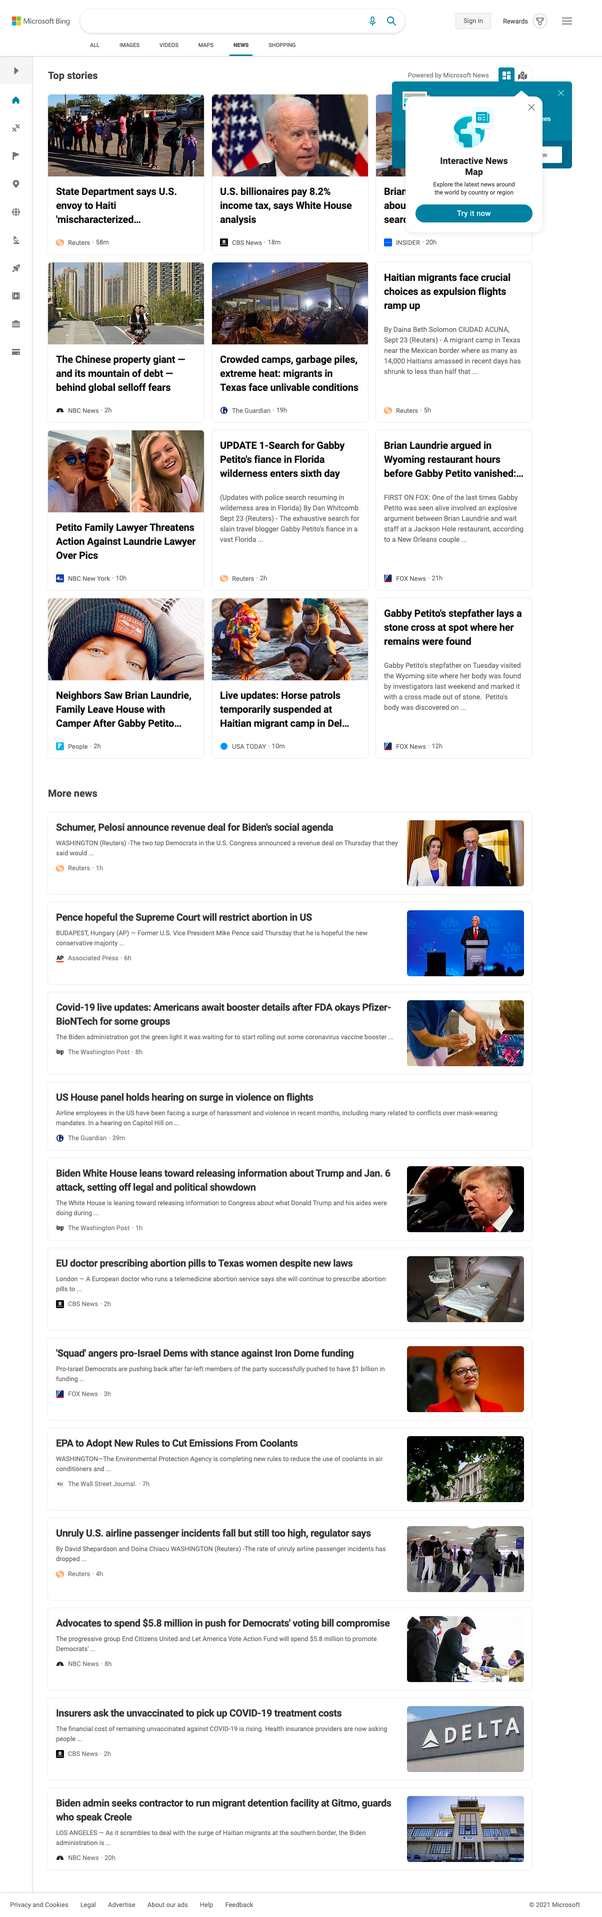 Microsoft Bing
Sign in
Rewards
ALL
IMAGES
VIDEOS
MAPS
NEWS
SHOPPING
Top stories
Powered by Microsoft News
Interactive News
Map
Explore the latest news around
the world by country or region
Try it now
State Department says U.S.
envoy to Haiti
'mischaracterized...
Reuters · 58m
U.S. billionaires pay 8.2%
income tax, says White House
analysis
CBS News · 18m
Brian
abou
searc
INSIDER · 20h
The Chinese property giant —
and its mountain of debt —
behind global selloff fears
NBC News · 2h
Crowded camps, garbage piles,
extreme heat: migrants in
Texas face unlivable conditions
The Guardian · 19h
Haitian migrants face crucial
choices as expulsion flights
ramp up
By Daina Beth Solomon CIUDAD ACUNA,
Sept 23 (Reuters) - A migrant camp in Texas
near the Mexican border where as many as
14,000 Haitians amassed in recent days has
shrunk to less than half that ...
Reuters · 5h
Petito Family Lawyer Threatens
Action Against Laundrie Lawyer
Over Pics
NBC New York · 10h
UPDATE 1-Search for Gabby
Petito's fiance in Florida
wilderness enters sixth day
(Updates with police search resuming in
wilderness area in Florida) By Dan Whitcomb
Sept 23 (Reuters) - The exhaustive search for
slain travel blogger Gabby Petito's fiance in a
vast Florida ...
Reuters · 2h
Brian Laundrie argued in
Wyoming restaurant hours
before Gabby Petito vanished:...
FIRST ON FOX: One of the last times Gabby
Petito was seen alive involved an explosive
argument between Brian Laundrie and wait
staff at a Jackson Hole restaurant, according
to a New Orleans couple ...
FOX News · 21h
Neighbors Saw Brian Laundrie,
Family Leave House with
Camper After Gabby Petito...
People · 2h
Live updates: Horse patrols
temporarily suspended at
Haitian migrant camp in Del...
USA TODAY · 10m
Gabby Petito's stepfather lays a
stone cross at spot where her
remains were found
Gabby Petito's stepfather on Tuesday visited
the Wyoming site where her body was found
by investigators last weekend and marked it
with a cross made out of stone. Petito's
body was discovered on ...
FOX News · 12h
More news
Schumer, Pelosi announce revenue deal for Biden's social agenda
WASHINGTON (Reuters) -The two top Democrats in the U.S. Congress announced a revenue deal on Thursday that they
said would ...
Reuters · 1h
Pence hopeful the Supreme Court will restrict abortion in US
BUDAPEST, Hungary (AP) — Former U.S. Vice President Mike Pence said Thursday that he is hopeful the new
conservative majority ...
AP Associated Press · 6h
Covid-19 live updates: Americans await booster details after FDA okays Pfizer-
BioNTech for some groups
The Biden administration got the green light it was waiting for to start rolling out some coronavirus vaccine booster ...
wp The Washington Post · 8h
US House panel holds hearing on surge in violence on flights
Airline employees in the US have been facing a surge of harassment and violence in recent months, including many related to conflicts over mask-wearing
mandates. In a hearing on Capitol Hill on ...
The Guardian · 39m
Biden White House leans toward releasing information about Trump and Jan. 6
attack, setting off legal and political showdown
The White House is leaning toward releasing information to Congress about what Donald Trump and his aides were
doing during ...
wp The Washington Post · 1h
EU doctor prescribing abortion pills to Texas women despite new laws
London — A European doctor who runs a telemedicine abortion service says she will continue to prescribe abortion
pills to ...
CBS News · 2h
'Squad' angers pro-Israel Dems with stance against Iron Dome funding
Pro-Israel Democrats are pushing back after far-left members of the party successfully pushed to have $1 billion in
funding ...
FOX News · 3h
EPA to Adopt New Rules to Cut Emissions From Coolants
WASHINGTON—The Environmental Protection Agency is completing new rules to reduce the use of coolants in air
conditioners and ...
The Wall Street Journal. · 7h
Unruly U.S. airline passenger incidents fall but still too high, regulator says
By David Shepardson and Doina Chiacu WASHINGTON (Reuters) -The rate of unruly airline passenger incidents has
dropped ...
Reuters · 4h
Advocates to spend $5.8 million in push for Democrats' voting bill compromise
The progressive group End Citizens United and Let America Vote Action Fund will spend $5.8 million to promote
Democrats' ...
NBC News · 8h
Insurers ask the unvaccinated to pick up COVID-19 treatment costs
The financial cost of remaining unvaccinated against COVID-19 is rising. Health insurance providers are now asking
people ...
CBS News · 2h
DELTA
Biden admin seeks contractor to run migrant detention facility at Gitmo, guards
who speak Creole
LOS ANGELES — As it scrambles to deal with the surge of Haitian migrants at the southern border, the Biden
administration is ...
NBC News · 20h
Privacy and Cookies
Legal
Advertise
About our ads
Help
Feedback
© 2021 Microsoft